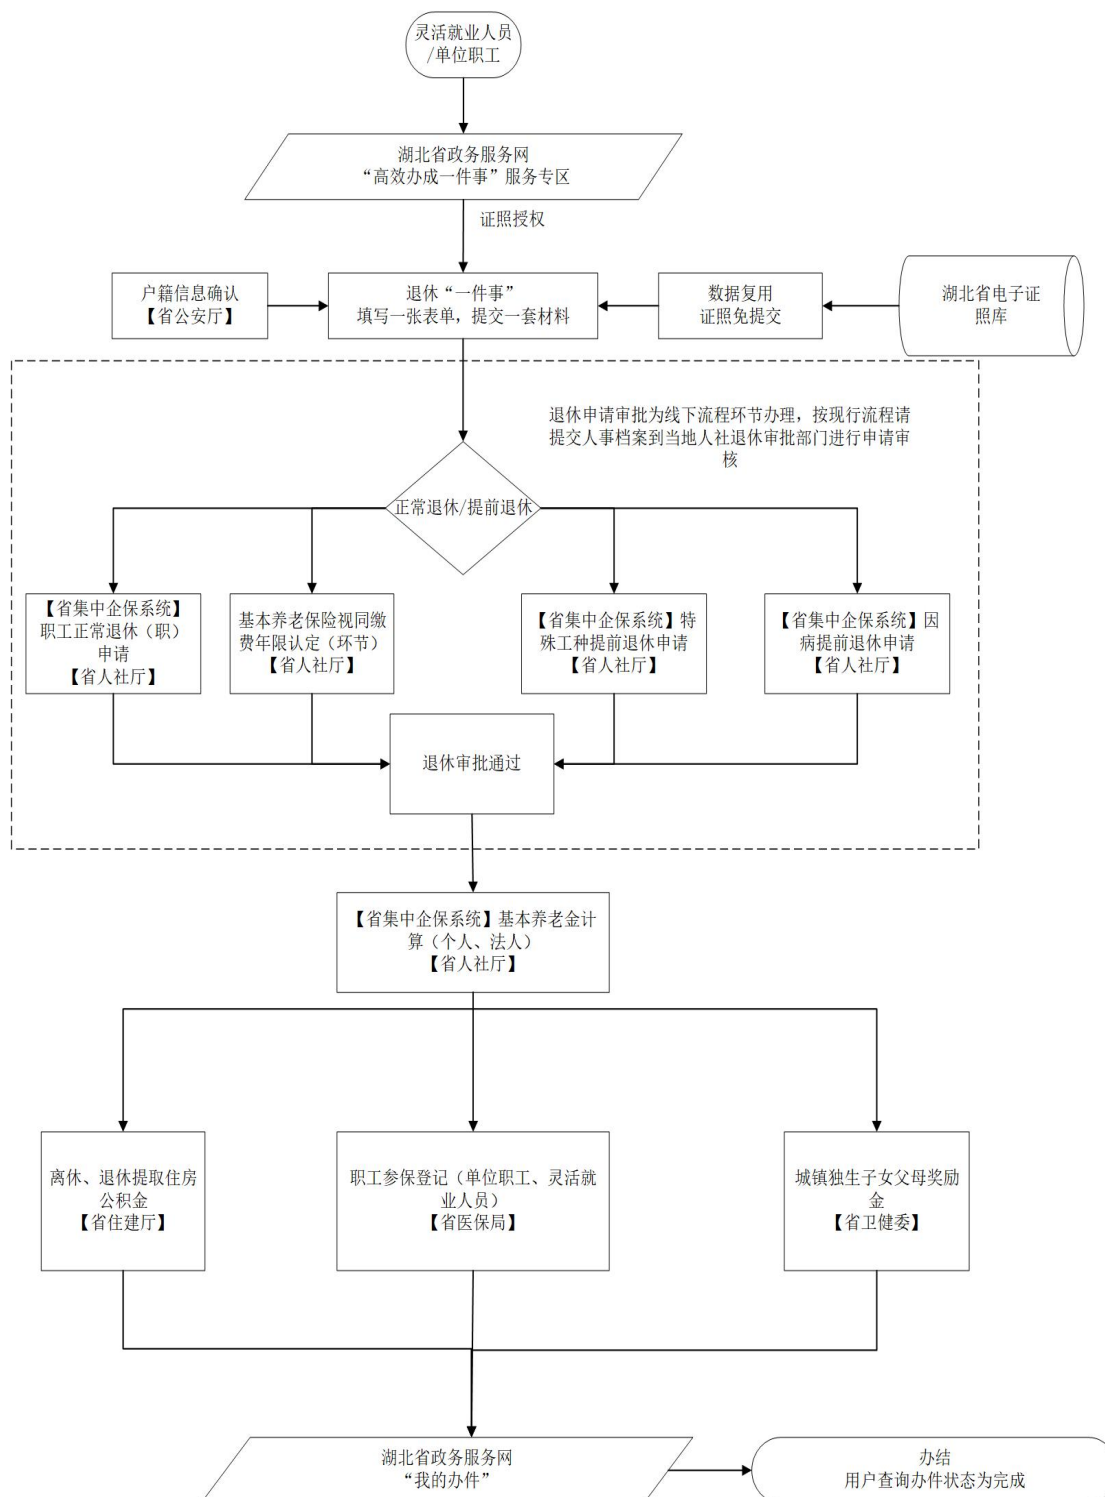 灵活就业人员
/单位职工
湖北省政务服务网
“高效办成一件事”服务专区
证照授权
户籍信息确认
【省公安厅】
退休“一件事”
填写一张表单，提交一套材料
数据复用
证照免提交
湖北省电子证
照库
退休申请审批为线下流程环节办理，按现行流程请
提交人事档案到当地人社退休审批部门进行申请审
核
正常退休/提前退休
【省集中企保系统】
职工正常退休（职）
申请
【省人社厅】
基本养老保险视同缴
费年限认定（环节）
【省人社厅】
【省集中企保系统】特
殊工种提前退休申请
【省人社厅】
【省集中企保系统】因
病提前退休申请
【省人社厅】
退休审批通过
【省集中企保系统】基本养老金计
算（个人、法人）
【省人社厅】
离休、退休提取住房
公积金
【省住建厅】
职工参保登记（单位职工、灵活就
业人员）
【省医保局】
城镇独生子女父母奖励
金
【省卫健委】
湖北省政务服务网
“我的办件”
办结
用户查询办件状态为完成